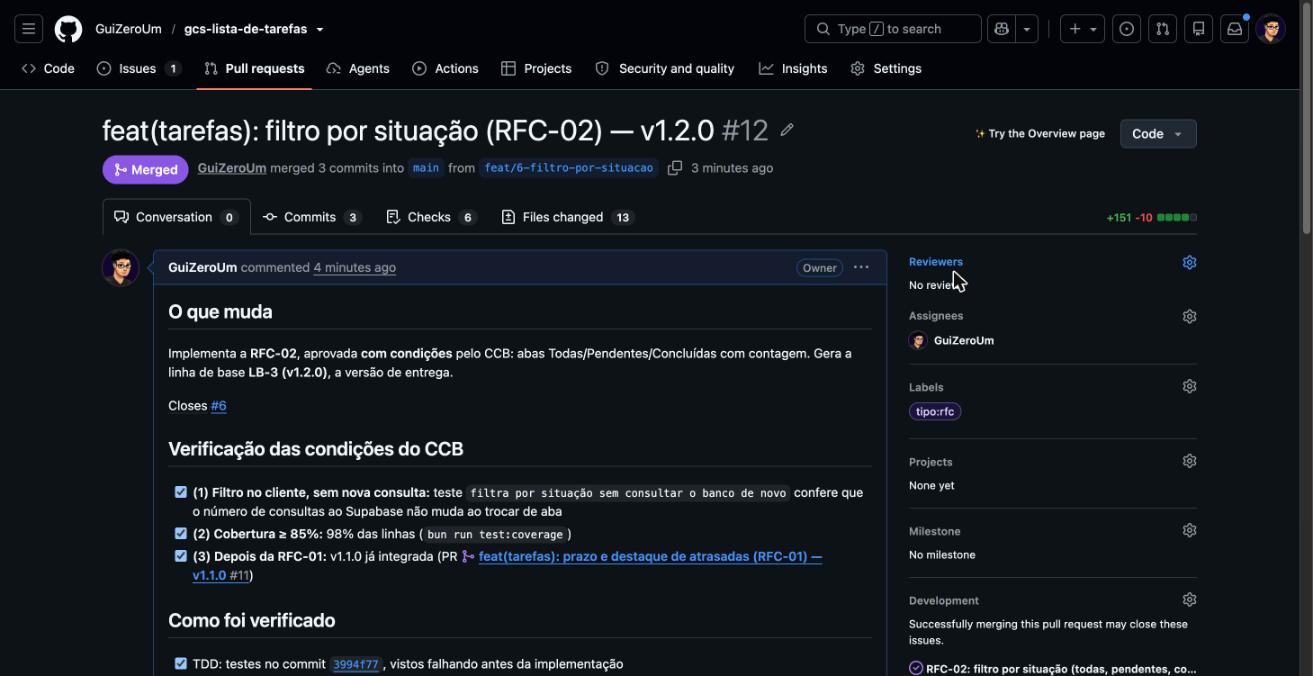 GuiZeroUm / gcs-lista-de-tarefas
Type / to search
Code
Issues 1
Pull requests
Agents
Actions
Projects
Security and quality
Insights
Settings
feat(tarefas): filtro por situação (RFC-02) — v1.2.0 #12
Try the Overview page
Code
Merged
GuiZeroUm merged 3 commits into main from feat/6-filtro-por-situacao 3 minutes ago
Conversation 0
Commits 3
Checks 6
Files changed 13
+151 -10
GuiZeroUm commented 4 minutes ago
Owner
O que muda
Implementa a RFC-02, aprovada com condições pelo CCB: abas Todas/Pendentes/Concluídas com contagem. Gera a
linha de base LB-3 (v1.2.0), a versão de entrega.
Closes #6
Verificação das condições do CCB
(1) Filtro no cliente, sem nova consulta: teste filtra por situação sem consultar o banco de novo confere que
o número de consultas ao Supabase não muda ao trocar de aba
(2) Cobertura ≥ 85%: 98% das linhas ( bun run test:coverage )
(3) Depois da RFC-01: v1.1.0 já integrada (PR feat(tarefas): prazo e destaque de atrasadas (RFC-01) —
v1.1.0 #11)
Como foi verificado
TDD: testes no commit 3994f77 , vistos falhando antes da implementação
Reviewers
No
Assignees
GuiZeroUm
Labels
tipo:rfc
Projects
None yet
Milestone
No milestone
Development
Successfully merging this pull request may close these
issues.
RFC-02: filtro por situação (todas, pendentes, co...